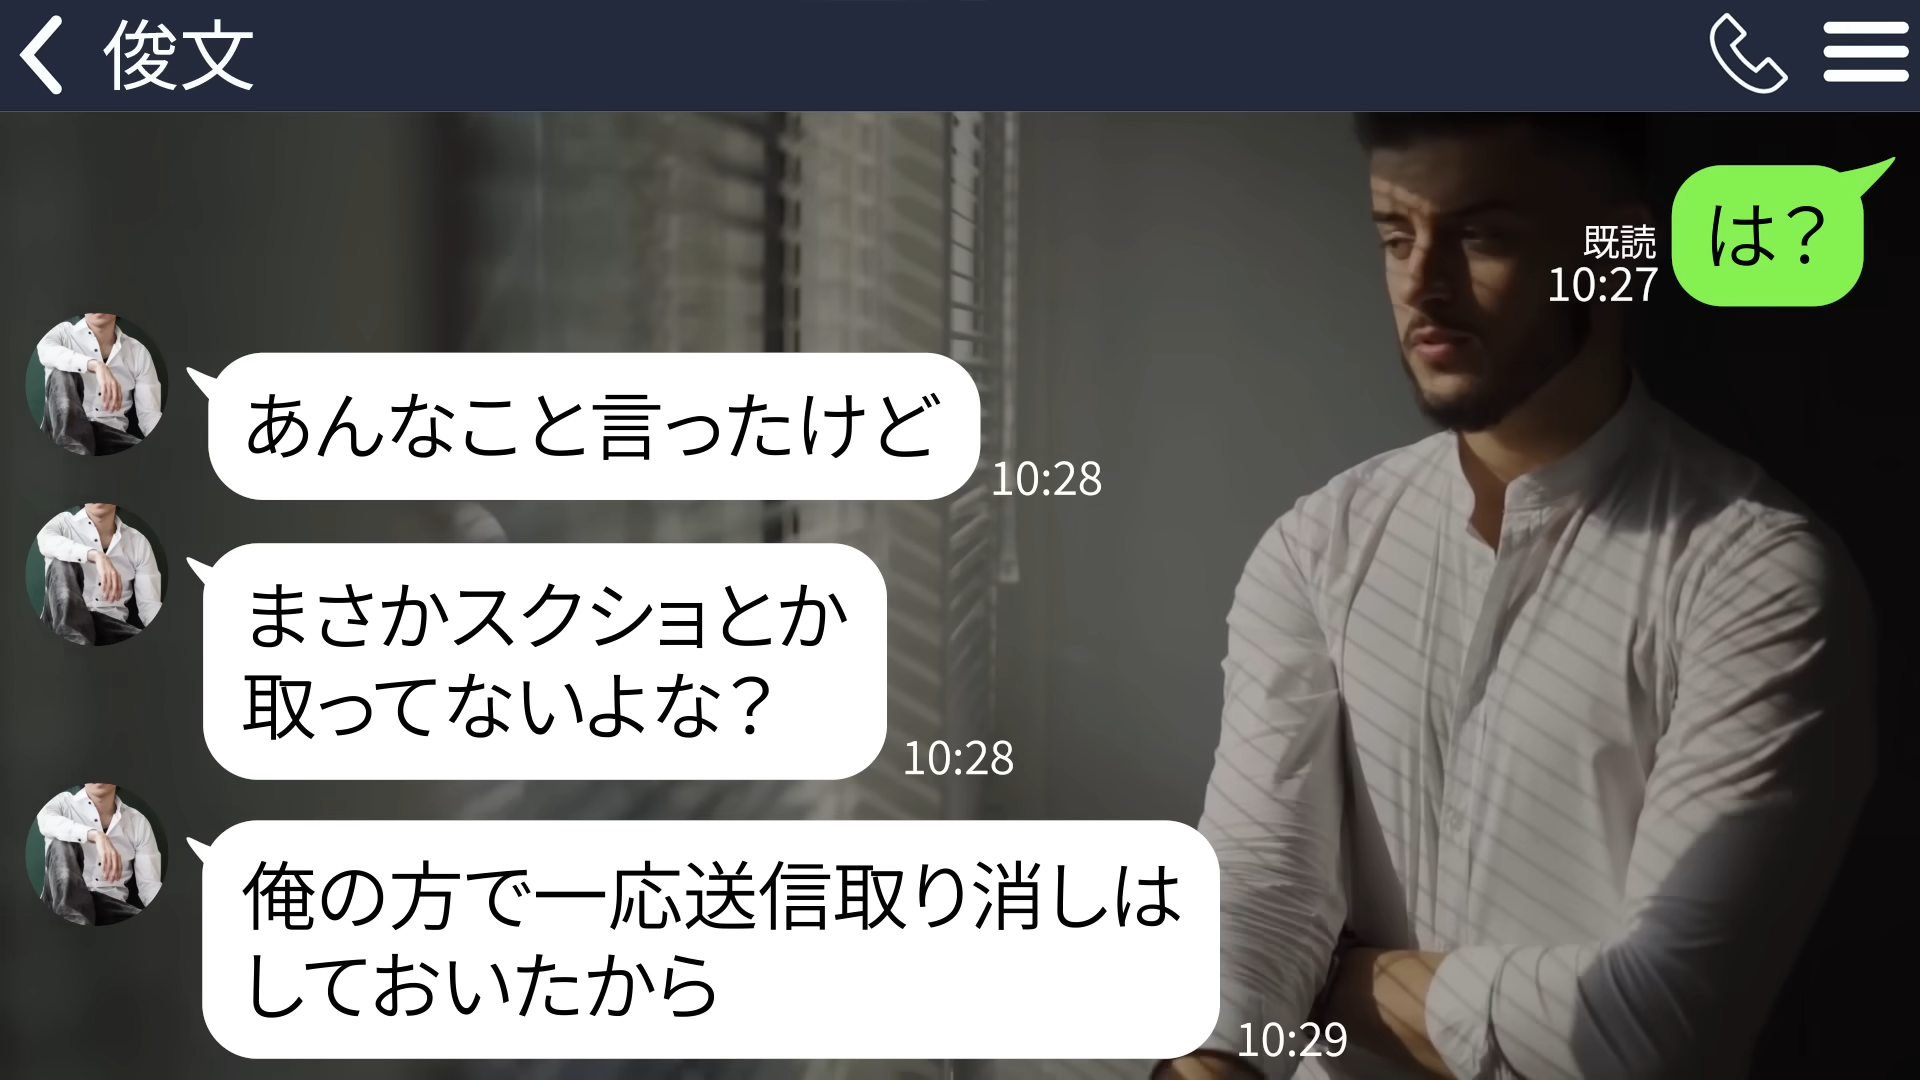 俊文
は？
既読
10:27
あんなこと言ったけど
10:28
まさかスクショとか
取ってないよな？
10:28
俺の方で一応送信取り消しは
しておいたから
10:29